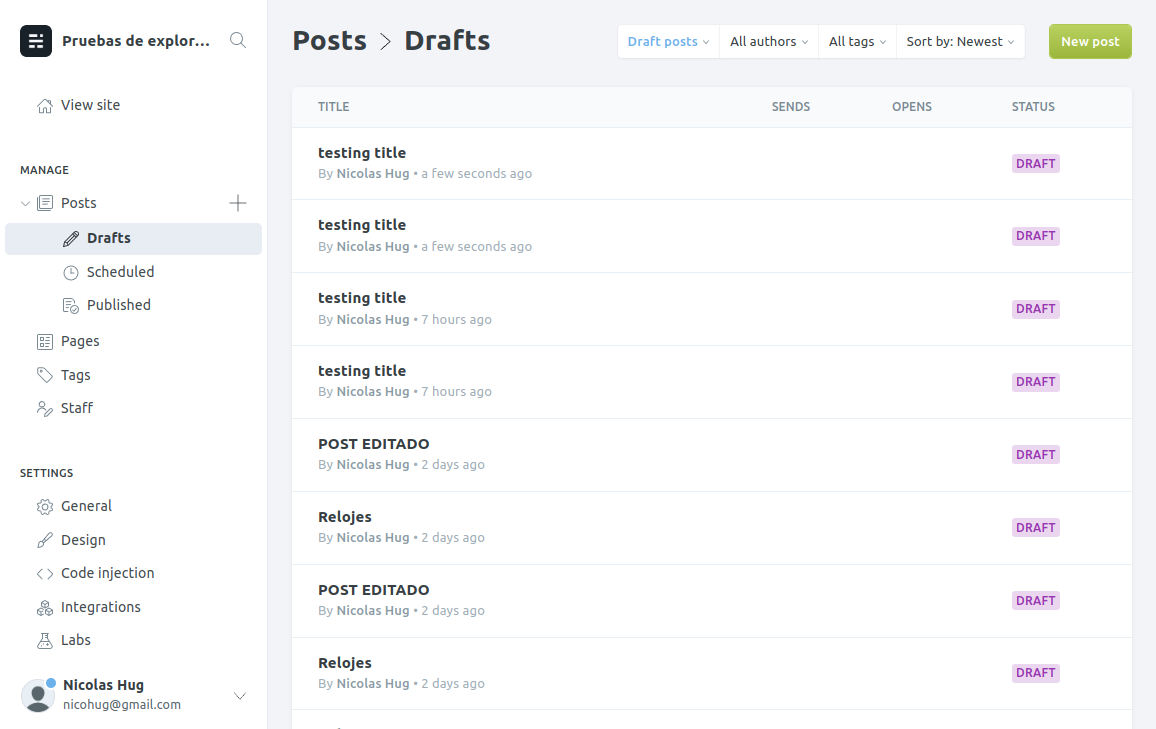 Pruebas de explor...
View site
MANAGE
Posts
Drafts
Scheduled
Published
Pages
Tags
Staff
SETTINGS
General
Design
Code injection
Integrations
Labs
Nicolas Hug
nicohug@gmail.com
Posts > Drafts
Draft posts All authors All tags Sort by: Newest New post
TITLE SENDS OPENS STATUS
testing title
By Nicolas Hug • a few seconds ago
DRAFT
testing title
By Nicolas Hug • a few seconds ago
DRAFT
testing title
By Nicolas Hug • 7 hours ago
DRAFT
testing title
By Nicolas Hug • 7 hours ago
DRAFT
POST EDITADO
By Nicolas Hug • 2 days ago
DRAFT
Relojes
By Nicolas Hug • 2 days ago
DRAFT
POST EDITADO
By Nicolas Hug • 2 days ago
DRAFT
Relojes
By Nicolas Hug • 2 days ago
DRAFT